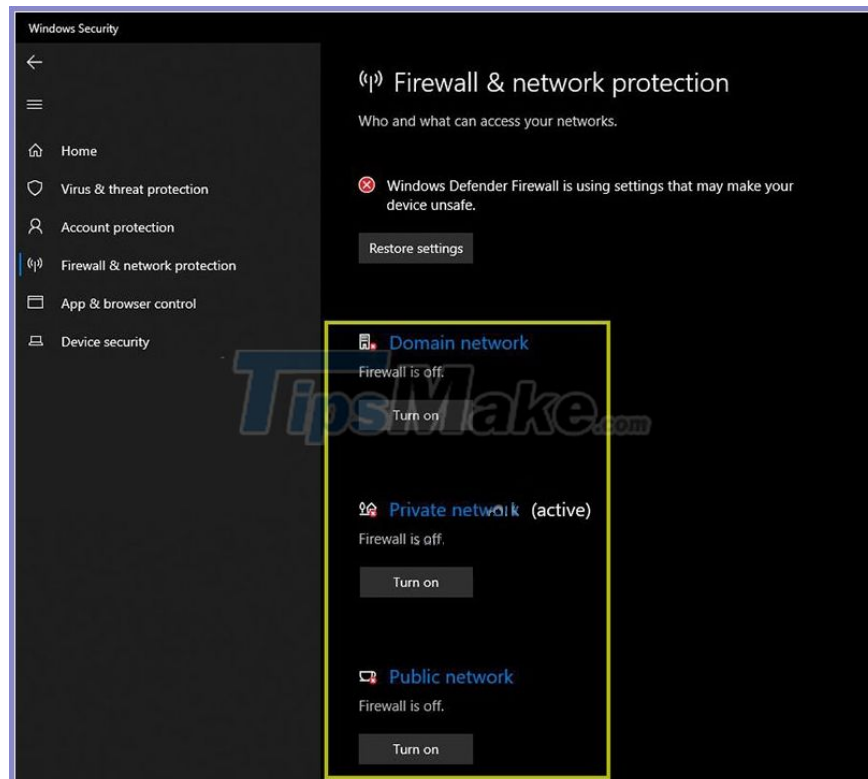 Windows Security
Home
Virus & threat protection
Account protection
Firewall & network protection
App & browser control
Device security
Firewall & network protection
Who and what can access your networks.
Windows Defender Firewall is using settings that may make your
device unsafe.
Restore settings
Domain network
Firewall is off.
Turn on
TipsMake.com
Private network (active)
Firewall is off.
Turn on
Public network
Firewall is off.
Turn on